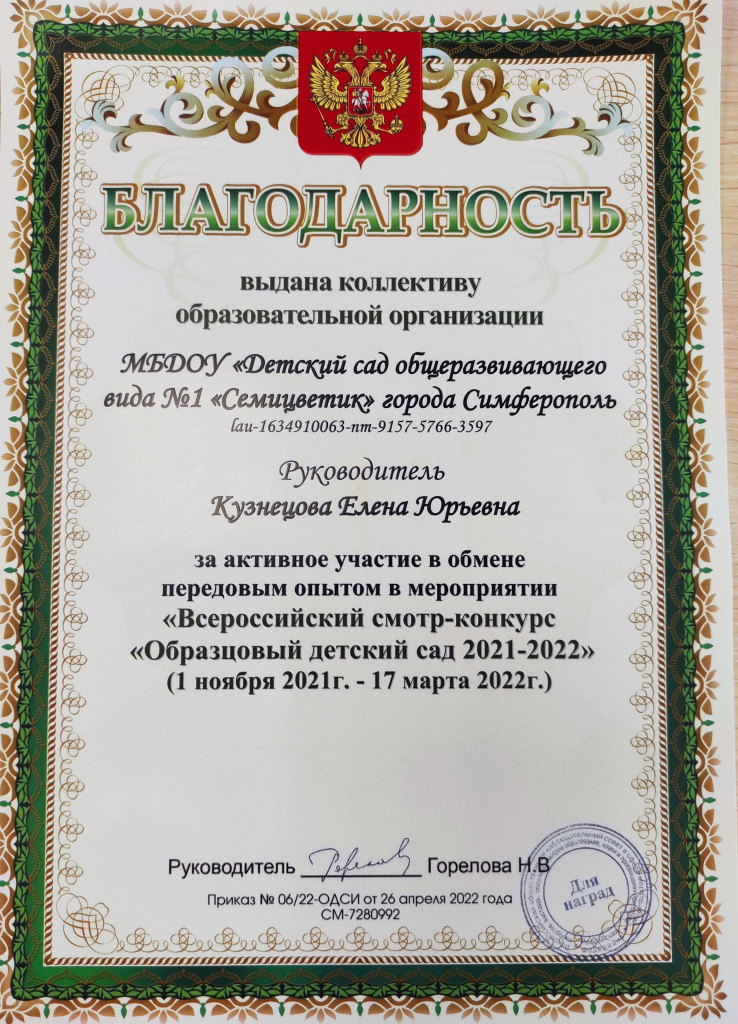 БЛАГОДАРНОСТЬ
выдана коллективу
образовательной организации
МБДОУ «Детский сад общеразвивающего
вида №1 «Семицветик» города Симферополь
lau-1634910063-nm-9157-5766-3597
Руководитель
Кузнецова Елена Юрьевна
за активное участие в обмене
передовым опытом в мероприятии
«Всероссийский смотр-конкурс
«Образцовый детский сад 2021-2022»
(1 ноября 2021г. - 17 марта 2022г.)
Руководитель Горелова Н.В
Приказ № 06/22-ОДСИ от 26 апреля 2022 года
СМ-7280992
Для
наград